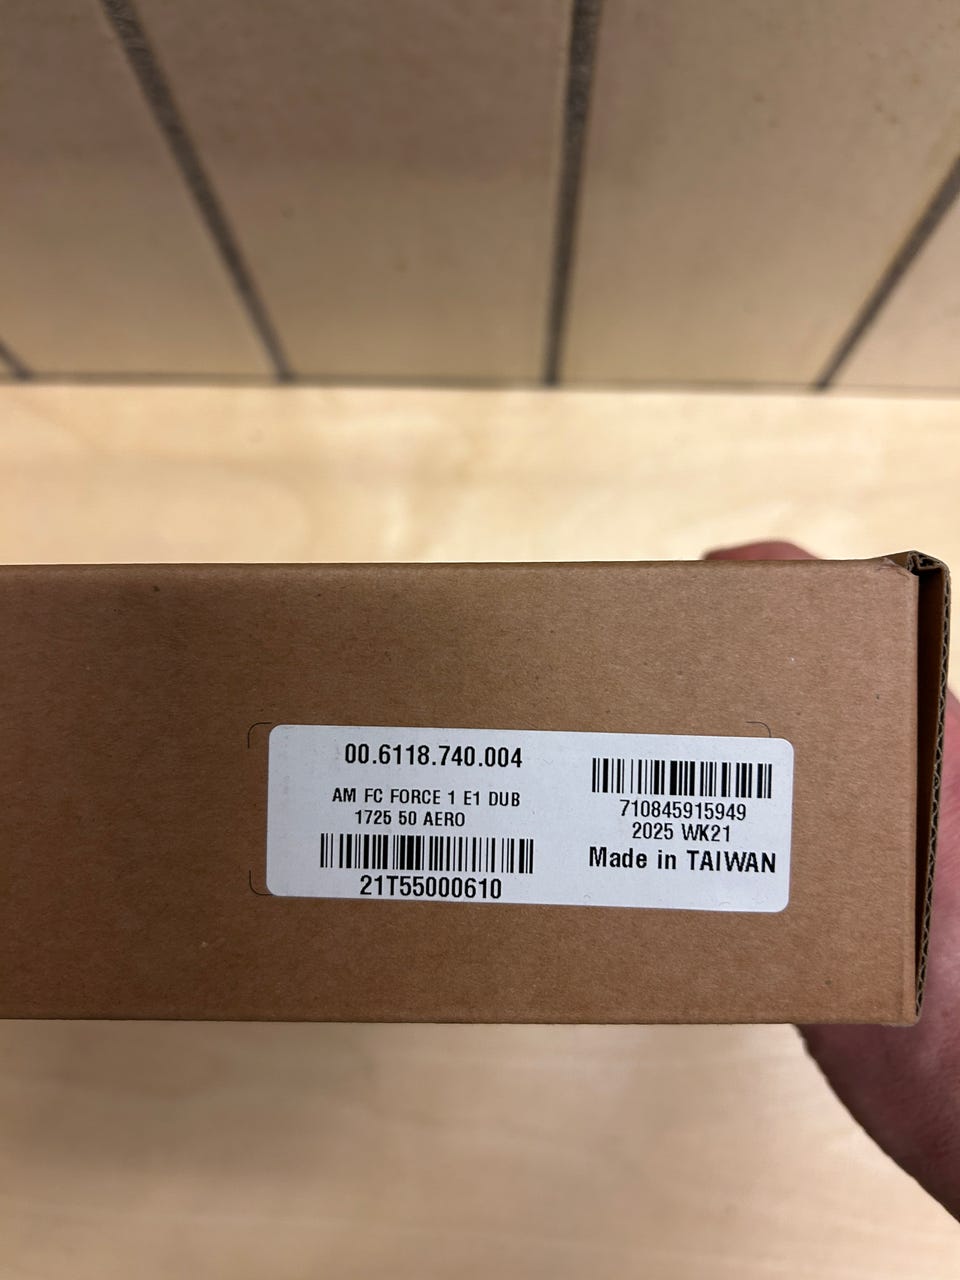 00.6118.740.004
AM FC FORCE 1 E1 DUB
1725 50 AERO
21T55000610
710845915949
2025 WK21
Made in TAIWAN